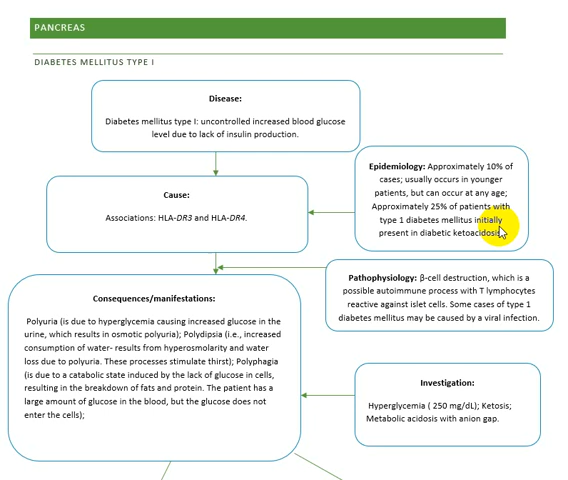 PANCREAS
DIABETES MELLITUS TYPE I
Disease:
Diabetes mellitus type I: uncontrolled increased blood glucose
level due to lack of insulin production.
Epidemiology: Approximately 10% of
cases; usually occurs in younger
patients, but can occur at any age;
Approximately 25% of patients with
type 1 diabetes mellitus initially
present in diabetic ketoacidosis.
Cause:
Associations: HLA-DR3 and HLA-DR4.
Pathophysiology: β-cell destruction, which is a
possible autoimmune process with T lymphocytes
reactive against islet cells. Some cases of type 1
diabetes mellitus may be caused by a viral infection.
Consequences/manifestations:
Polyuria (is due to hyperglycemia causing increased glucose in the
urine, which results in osmotic polyuria); Polydipsia (i.e., increased
consumption of water- results from hyperosmolarity and water
loss due to polyuria. These processes stimulate thirst); Polyphagia
(is due to a catabolic state induced by the lack of glucose in cells,
resulting in the breakdown of fats and protein. The patient has a
large amount of glucose in the blood, but the glucose does not
enter the cells);
Investigation:
Hyperglycemia ( 250 mg/dL); Ketosis;
Metabolic acidosis with anion gap.